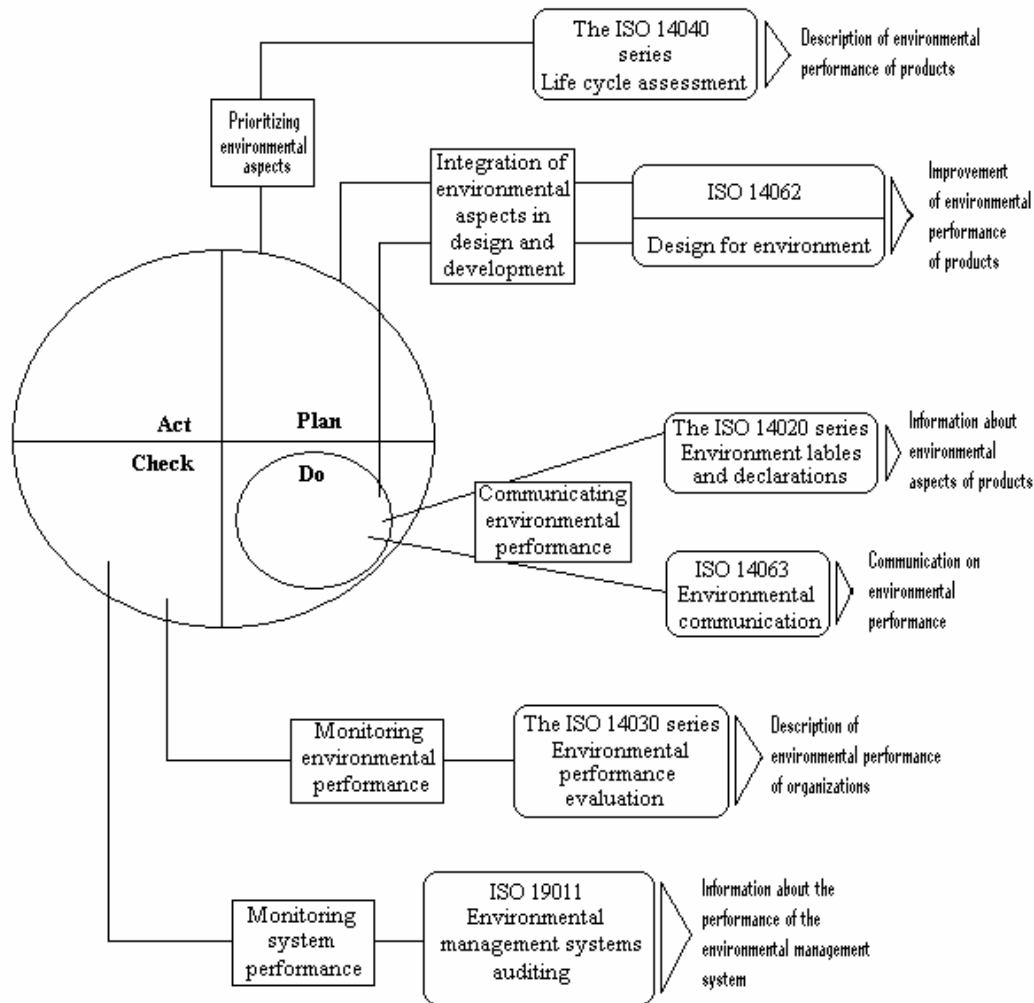 The ISO 14040
series
Life cycle assessment
Description of environmental
performance of products
Prioritizing
environmental
aspects
Integration of
environmental
aspects in
design and
development
ISO 14062
Design for environment
Improvement
of environmental
performance
of products
Act
Plan
Check
Do
The ISO 14020 series
Environment lables
and declarations
Information about
environmental
aspects of products
Communicating
environmental
performance
ISO 14063
Environmental
communication
Communication on
environmental
performance
Monitoring
environmental
performance
The ISO 14030 series
Environmental
performance
evaluation
Description of
environmental performance
of organizations
Monitoring
system
performance
ISO 19011
Environmental
management systems
auditing
Information about the
performance of the
environmental management
system